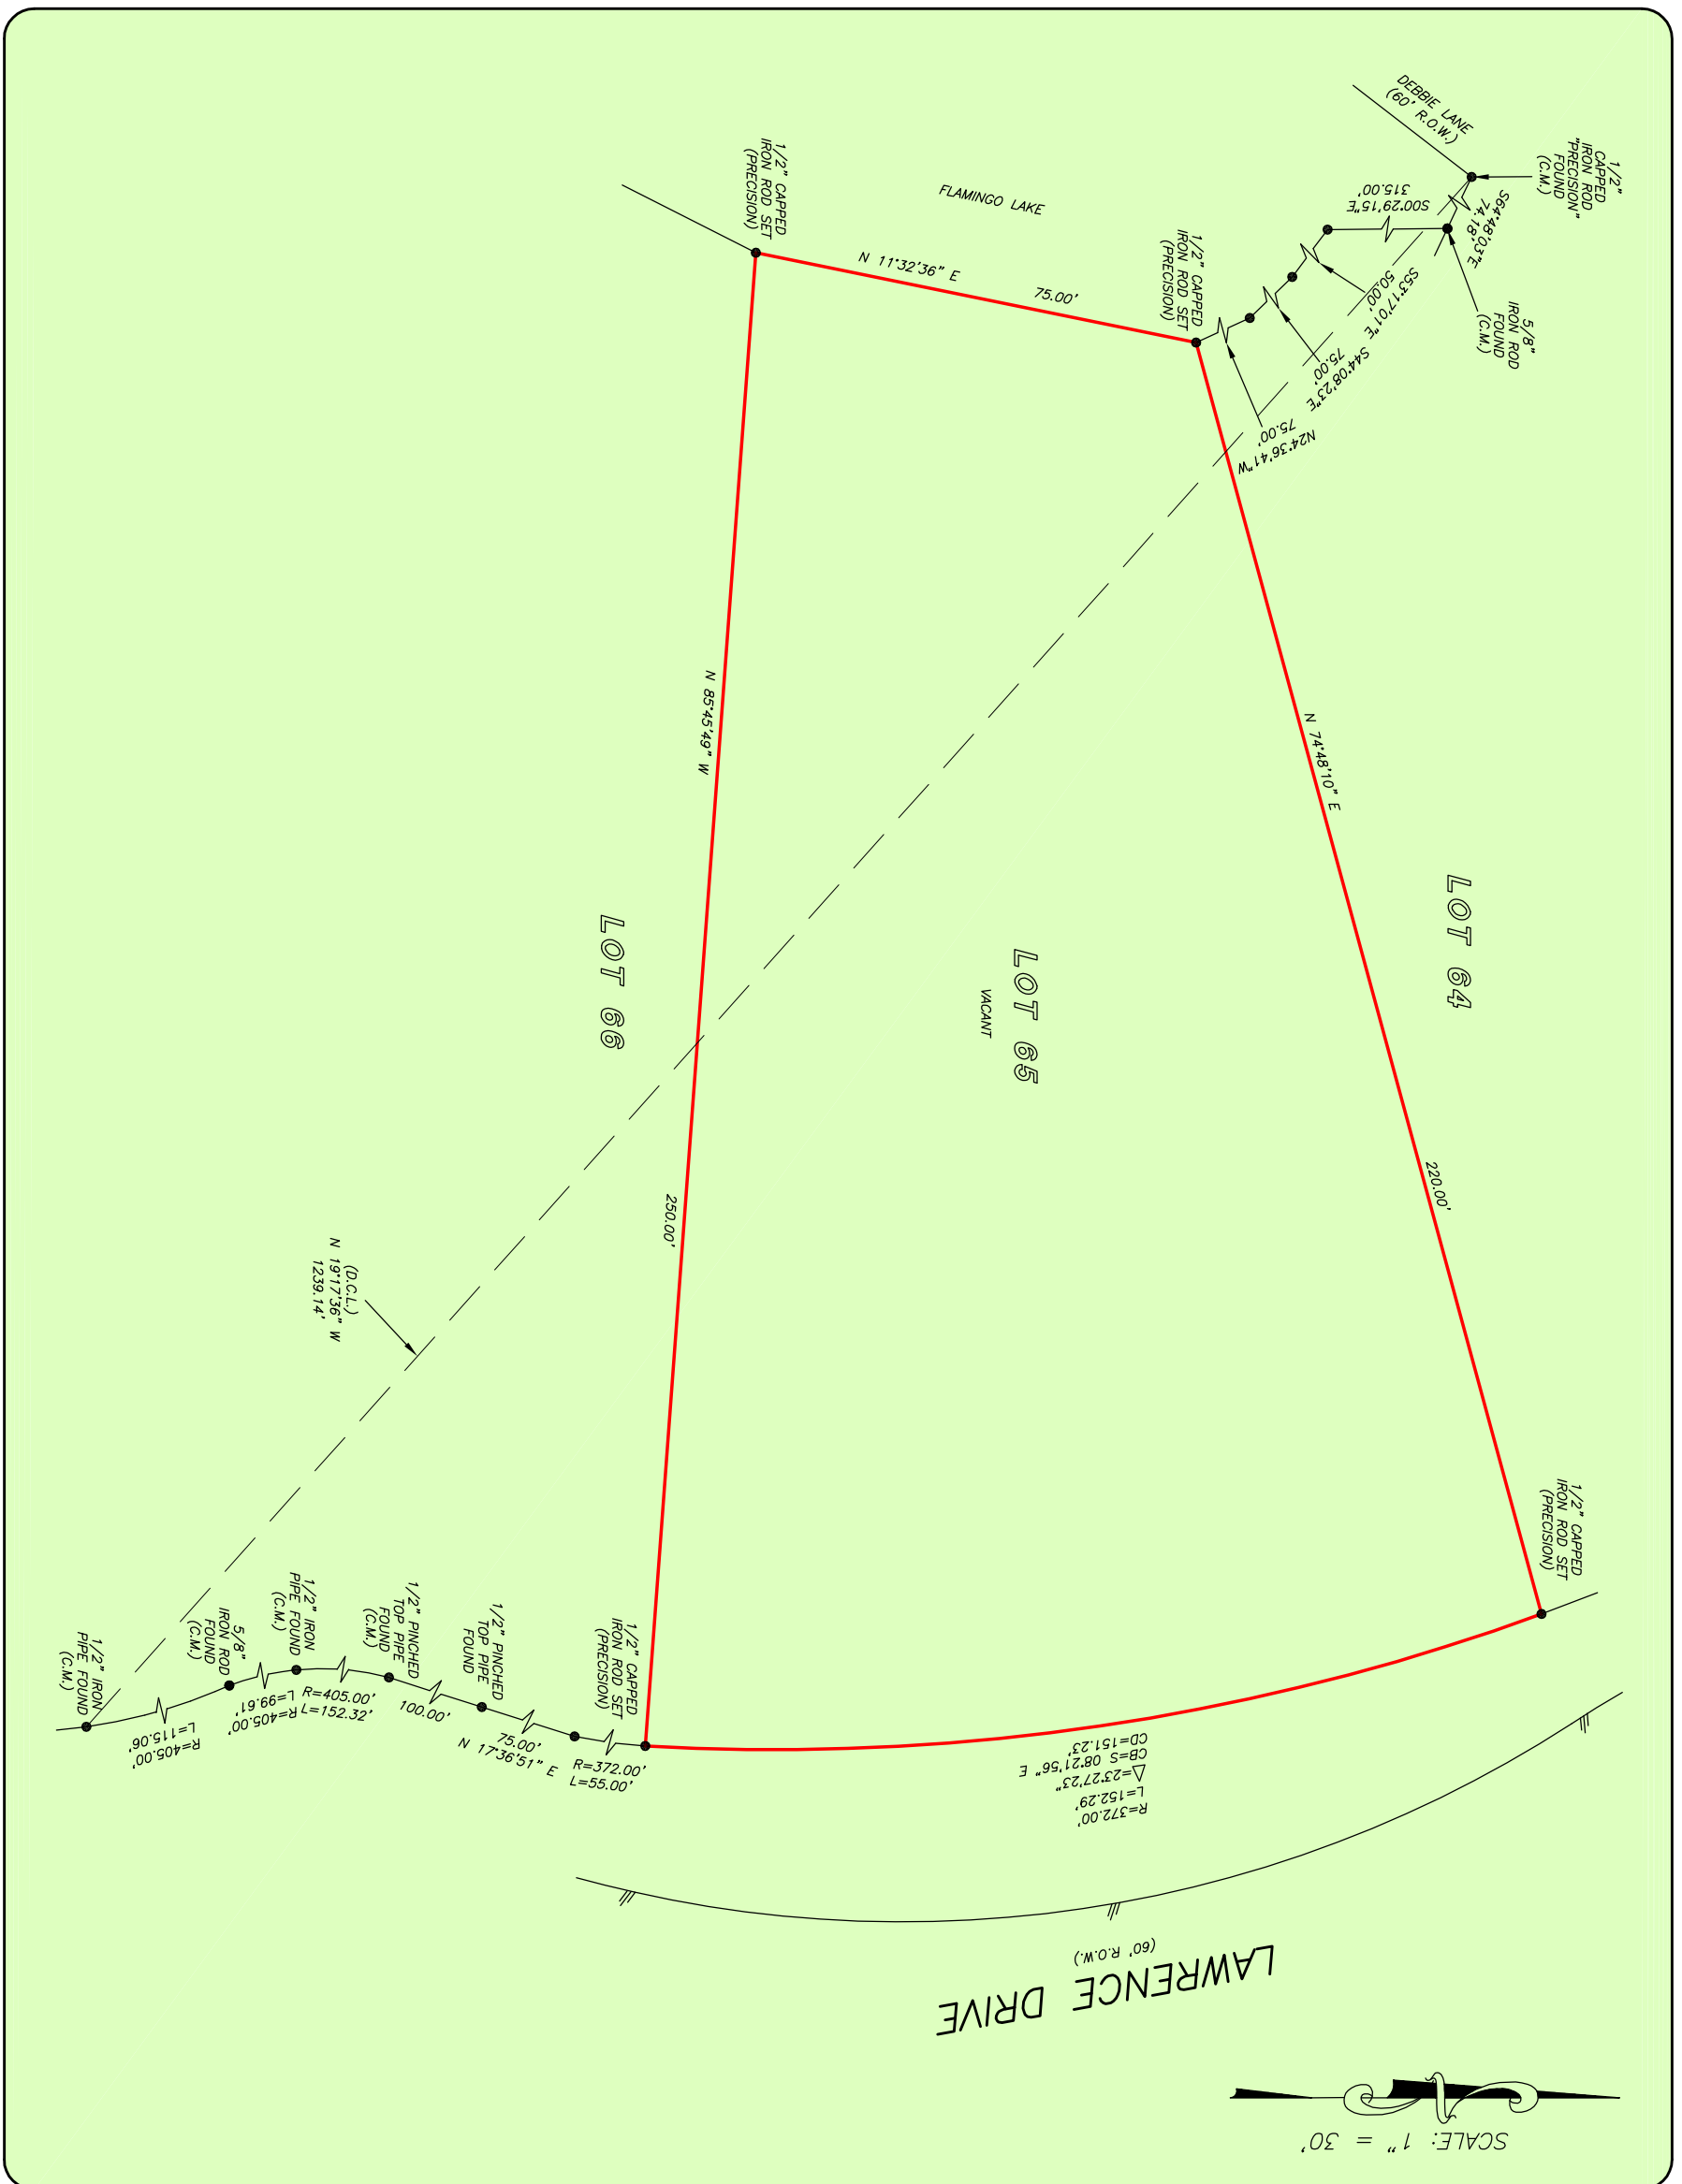 DEBBIE LANE
(60' R.O.W.)
1/2"
CAPPED
IRON ROD
"PRECISION"
FOUND
(C.M.)
S64°48'03"E
74.18'
S00°29'15"E
315.00'
5/8"
IRON ROD
FOUND
(C.M.)
S53°17'01"E
50.00'
S44°08'23"E
75.00'
N24°36'41"W
75.00'
1/2" CAPPED
IRON ROD SET
(PRECISION)
FLAMINGO LAKE
1/2" CAPPED
IRON ROD SET
(PRECISION)
N 11°32'36" E
75.00'
N 85°45'49" W
250.00'
N 74°48'10" E
220.00'
LOT 64
LOT 65
VACANT
LOT 66
(D.C.L.)
N 19°17'36" W
1239.14'
1/2" CAPPED
IRON ROD SET
(PRECISION)
1/2" IRON
PIPE FOUND
(C.M.)
5/8"
IRON ROD
FOUND
(C.M.)
1/2" IRON
PIPE FOUND
(C.M.)
1/2" PINCHED
TOP PIPE
FOUND
(C.M.)
1/2" PINCHED
TOP PIPE
FOUND
1/2" CAPPED
IRON ROD SET
(PRECISION)
R=405.00'
L=115.06'
R=405.00'
L=99.61'
R=405.00'
L=152.32'
100.00'
75.00'
N 17°36'51" E
R=372.00'
L=55.00'
R=372.00'
L=152.29'
△=23°27'23"
CB=S 08°21'56" E
CD=151.23'
LAWRENCE DRIVE
(60' R.O.W.)
N
SCALE: 1" = 30'